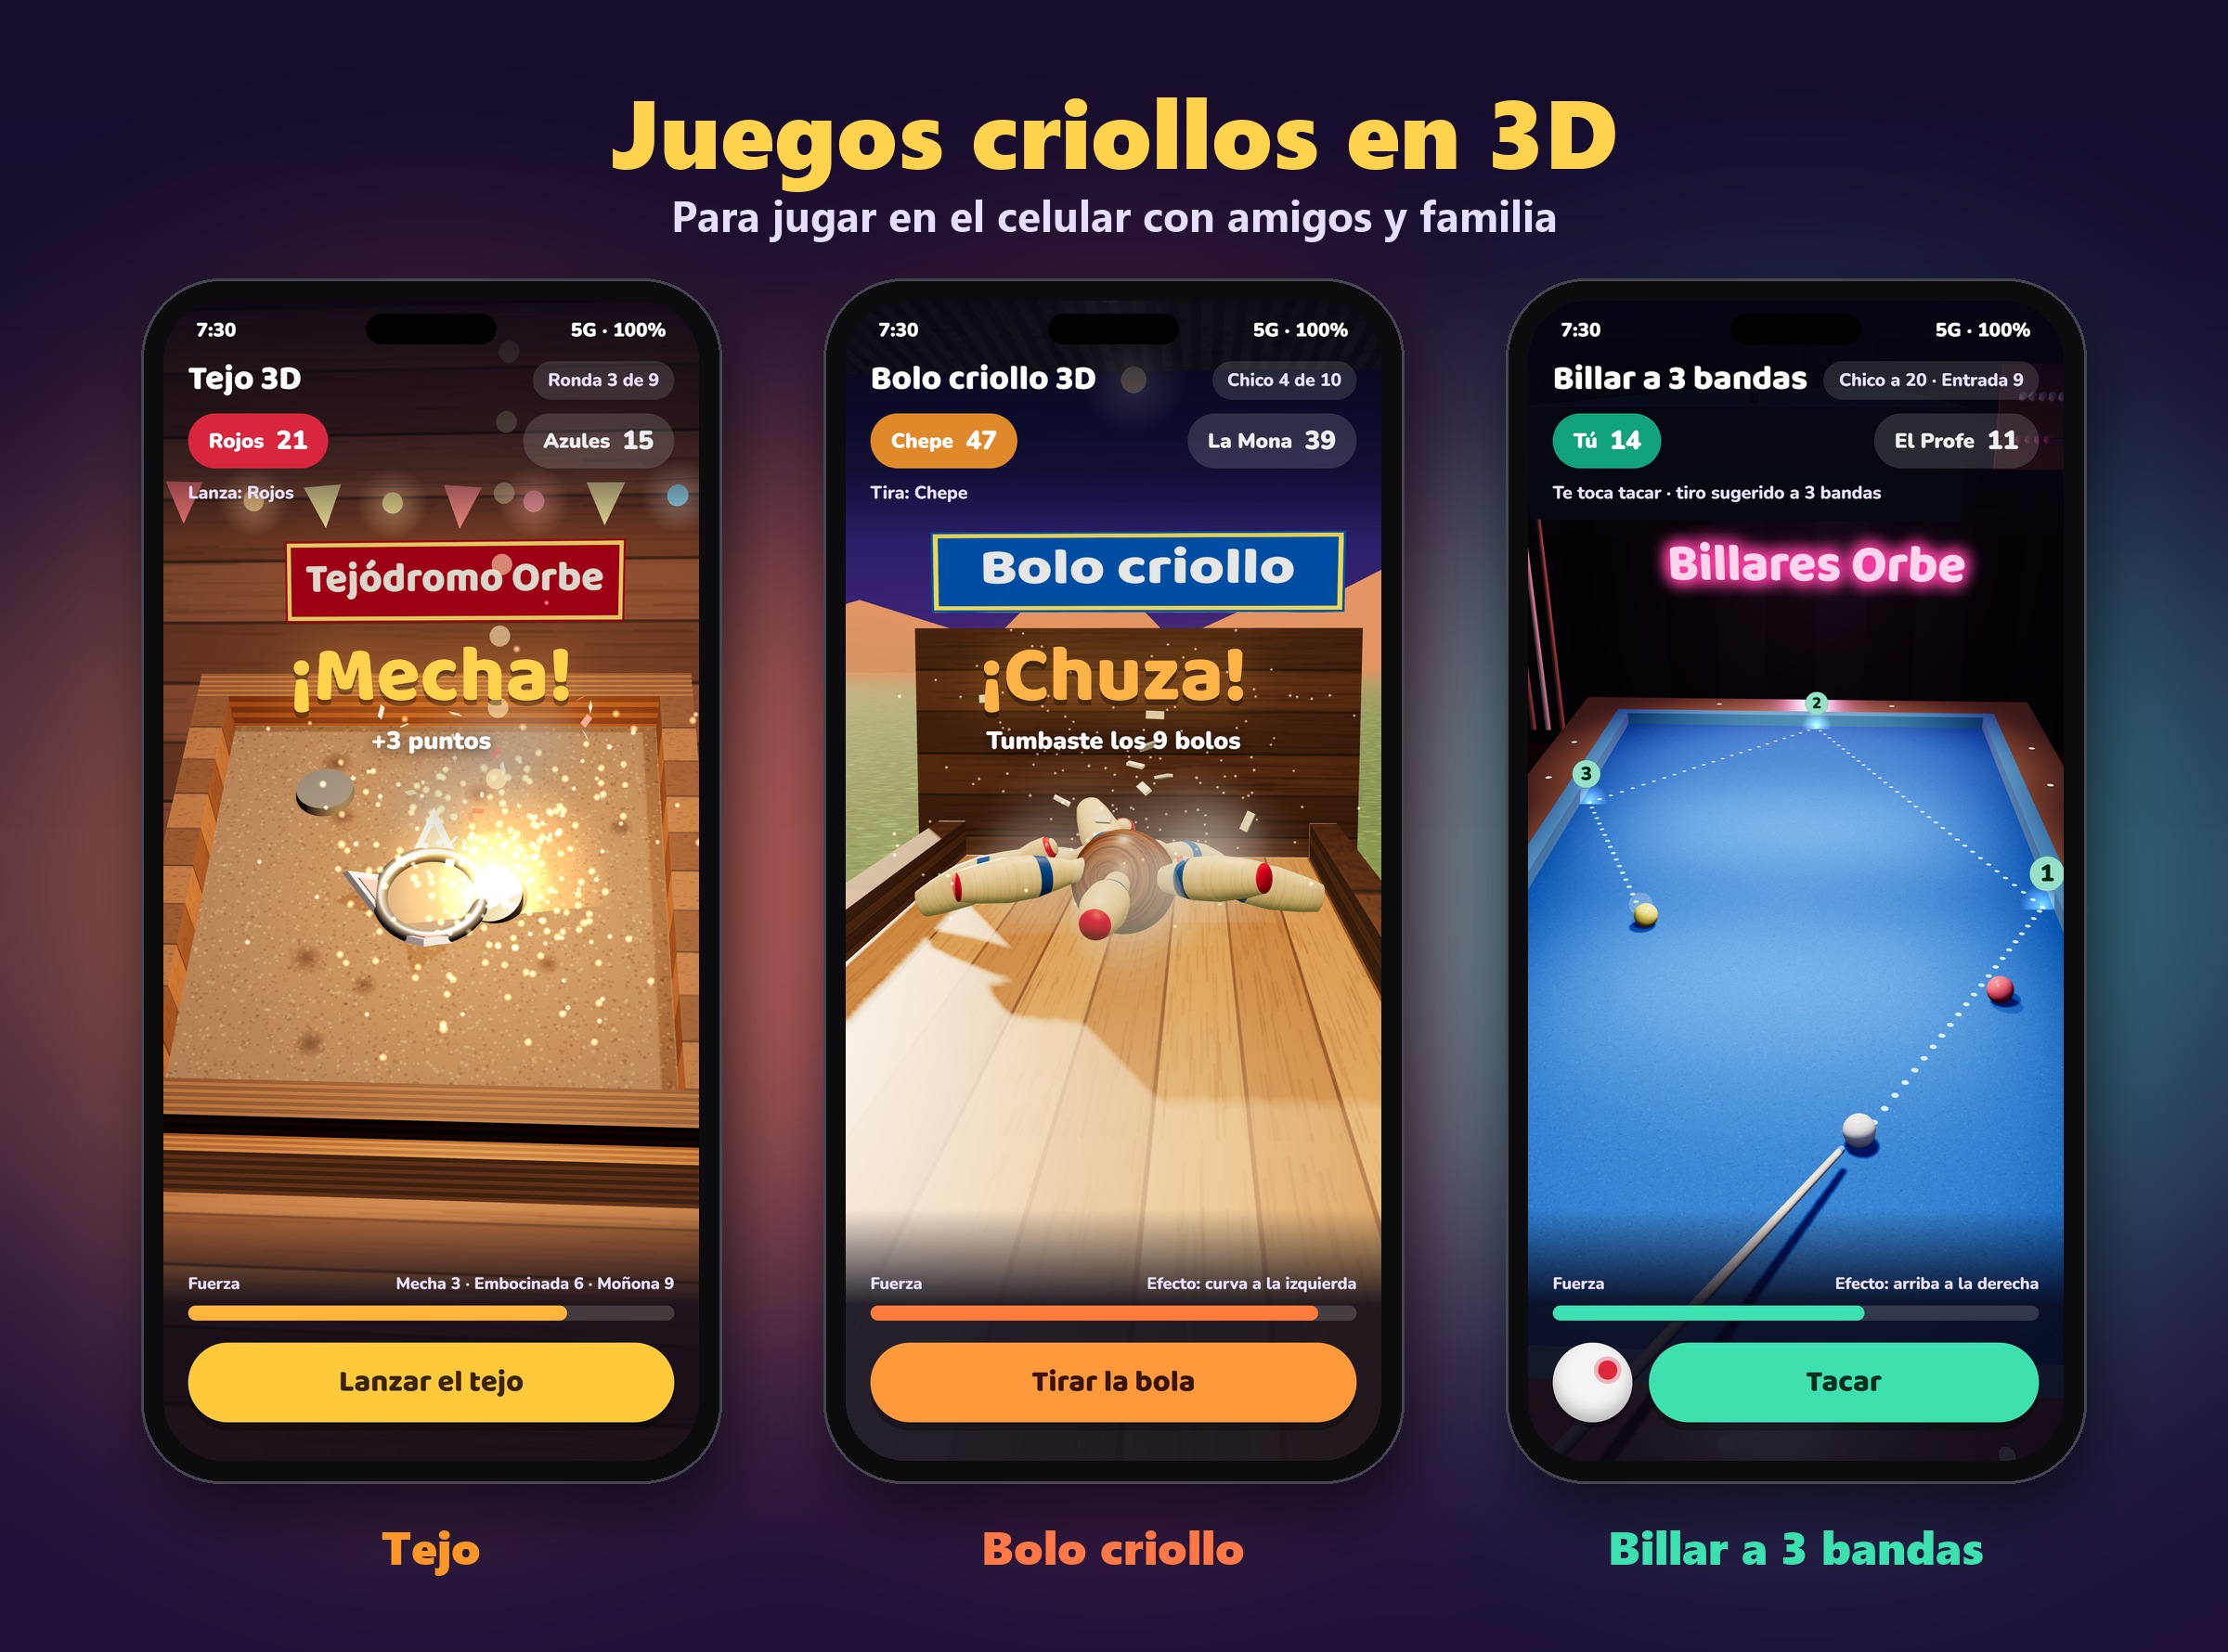 Juegos criollos en 3D
Para jugar en el celular con amigos y familia
7:30
5G · 100%
Tejo 3D
Ronda 3 de 9
Rojos 21
Azules 15
Lanza: Rojos
Tejódromo Orbe
¡Mecha!
+3 puntos
Fuerza
Mecha 3 · Embocinada 6 · Moñona 9
Lanzar el tejo
Tejo
7:30
5G · 100%
Bolo criollo 3D
Chico 4 de 10
Chepe 47
La Mona 39
Tira: Chepe
Bolo criollo
¡Chuza!
Tumbaste los 9 bolos
Fuerza
Efecto: curva a la izquierda
Tirar la bola
Bolo criollo
7:30
5G · 100%
Billar a 3 bandas
Chico a 20 · Entrada 9
Tú 14
El Profe 11
Te toca tacar · tiro sugerido a 3 bandas
Billares Orbe
2
3
1
Fuerza
Efecto: arriba a la derecha
Tacar
Billar a 3 bandas